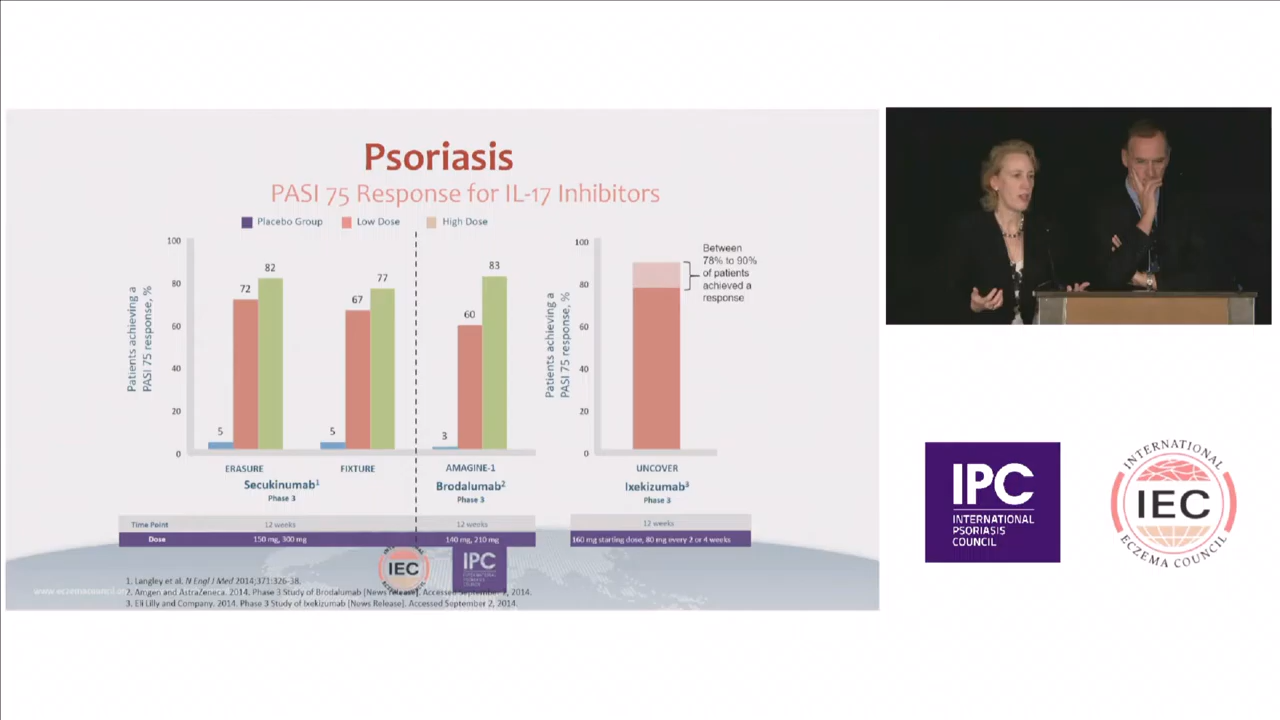 Psoriasis
PASI 75 Response for IL-17 Inhibitors
Placebo Group Low Dose High Dose
Patients achieving a
PASI 75 response, %
100
80
60
40
20
0
5
72
82
5
67
77
3
60
83
ERASURE
FIXTURE
AMAGINE-1
Secukinumab1
Phase 3
Brodalumab2
Phase 3
Patients achieving a
PASI 75 response, %
100
80
60
40
20
0
Between
78% to 90%
of patients
achieved a
response
UNCOVER
Ixekizumab3
Phase 3
Time Point 12 weeks 12 weeks 12 weeks
Dose 150 mg, 300 mg 140 mg, 210 mg 160 mg starting dose, 80 mg every 2 or 4 weeks
IEC
IPC
1. Langley et al. N Engl J Med 2014;371:326-38.
2. Amgen and AstraZeneca. 2014. Phase 3 Study of Brodalumab [News Release]. Accessed September 2, 2014.
3. Eli Lilly and Company. 2014. Phase 3 Study of Ixekizumab [News Release]. Accessed September 2, 2014.
IPC
INTERNATIONAL
PSORIASIS
COUNCIL
INTERNATIONAL
IEC
ECZEMA COUNCIL